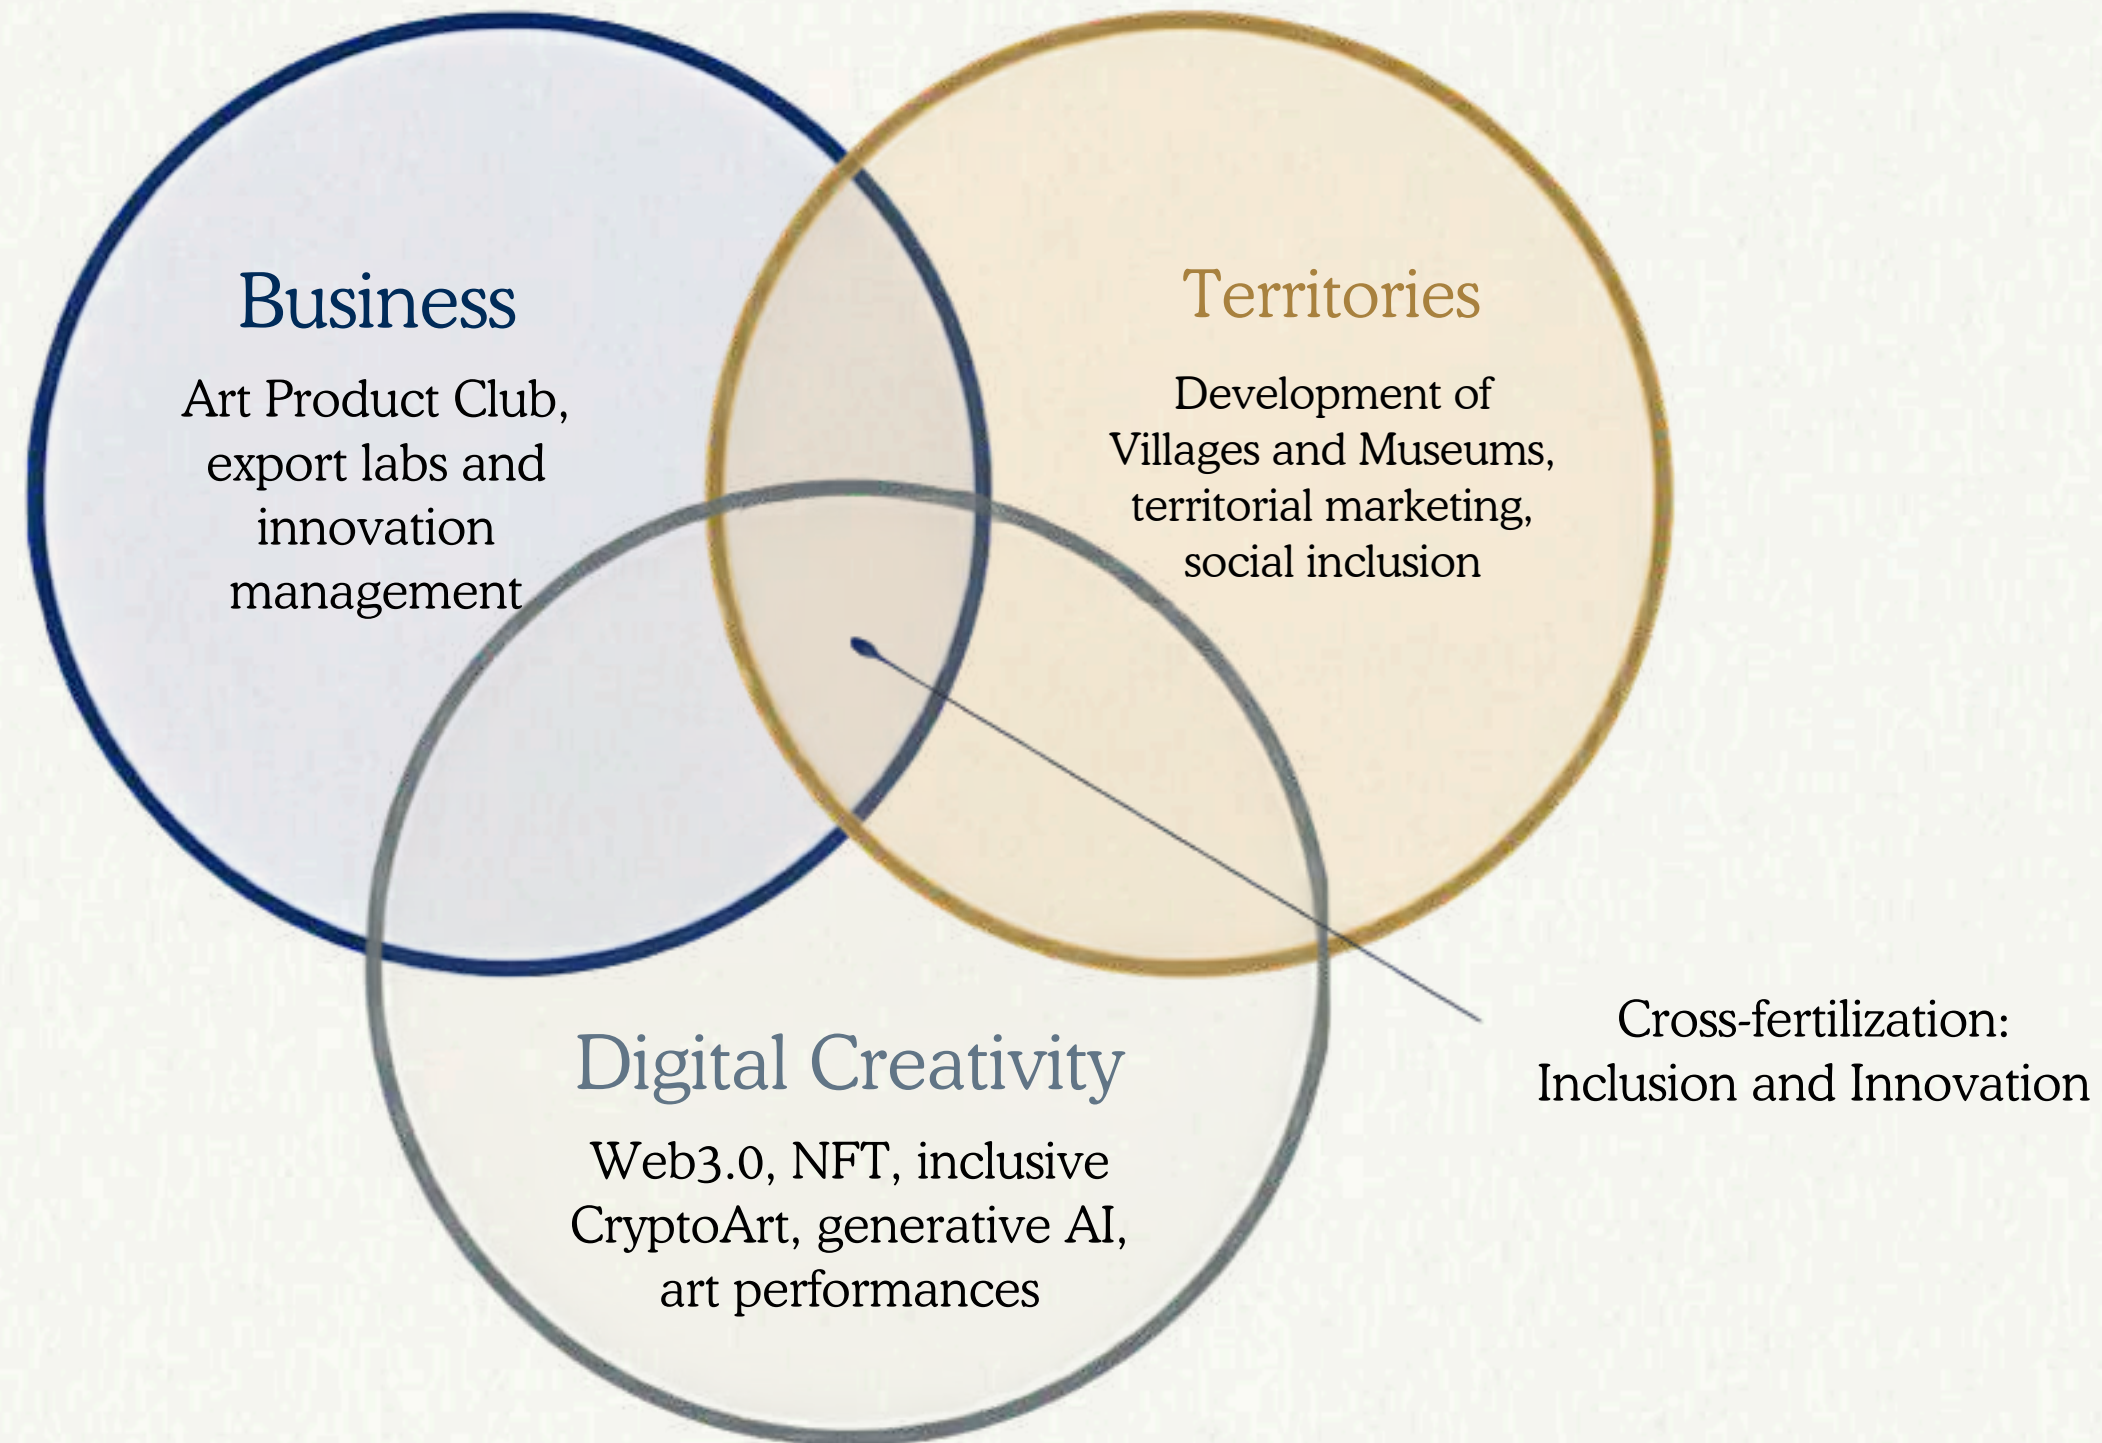 Business
Art Product Club,
export labs and
innovation
management
Territories
Development of
Villages and Museums,
territorial marketing,
social inclusion
Digital Creativity
Web3.0, NFT, inclusive
CryptoArt, generative AI,
art performances
Cross-fertilization:
Inclusion and Innovation